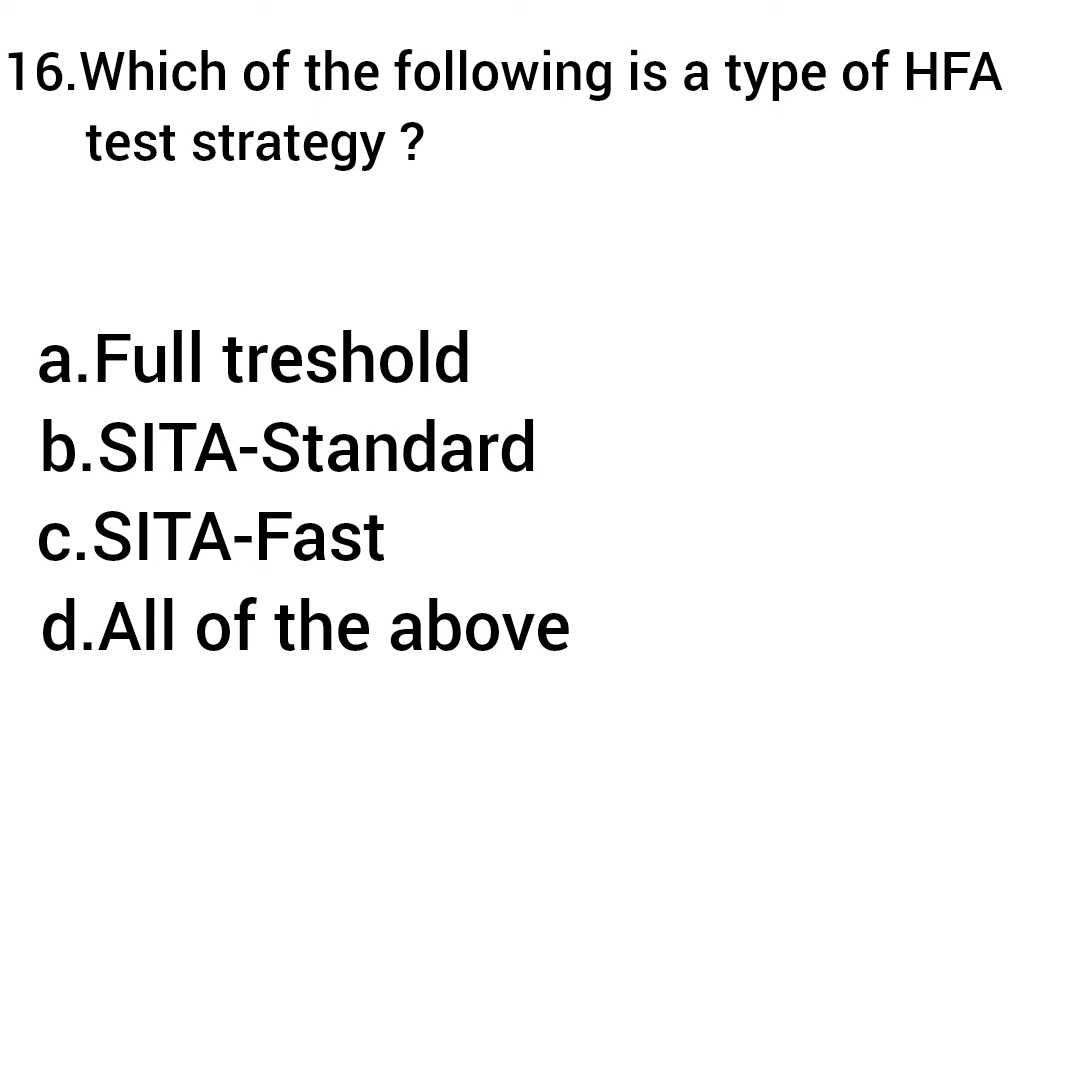 16.Which of the following is a type of HFA
test strategy ?
a.Full treshold
b.SITA-Standard
c.SITA-Fast
d.All of the above